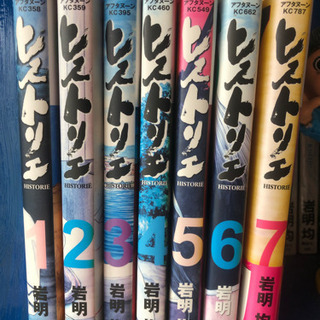 アフタヌーン
KC358
ヒストリエ
HISTORIE
1
岩明
アフタヌーン
KC359
ヒストリエ
HISTORIE
2
岩明
アフタヌーン
KC395
ヒストリエ
HISTORIE
3
岩明
アフタヌーン
KC460
ヒストリエ
HISTORIE
4
岩明
アフタヌーン
KC549
ヒストリエ
HISTORIE
5
岩明
アフタヌーン
KC662
ヒストリエ
HISTORIE
6
岩明
アフタヌーン
KC787
ヒストリエ
HISTORIE
7
岩明